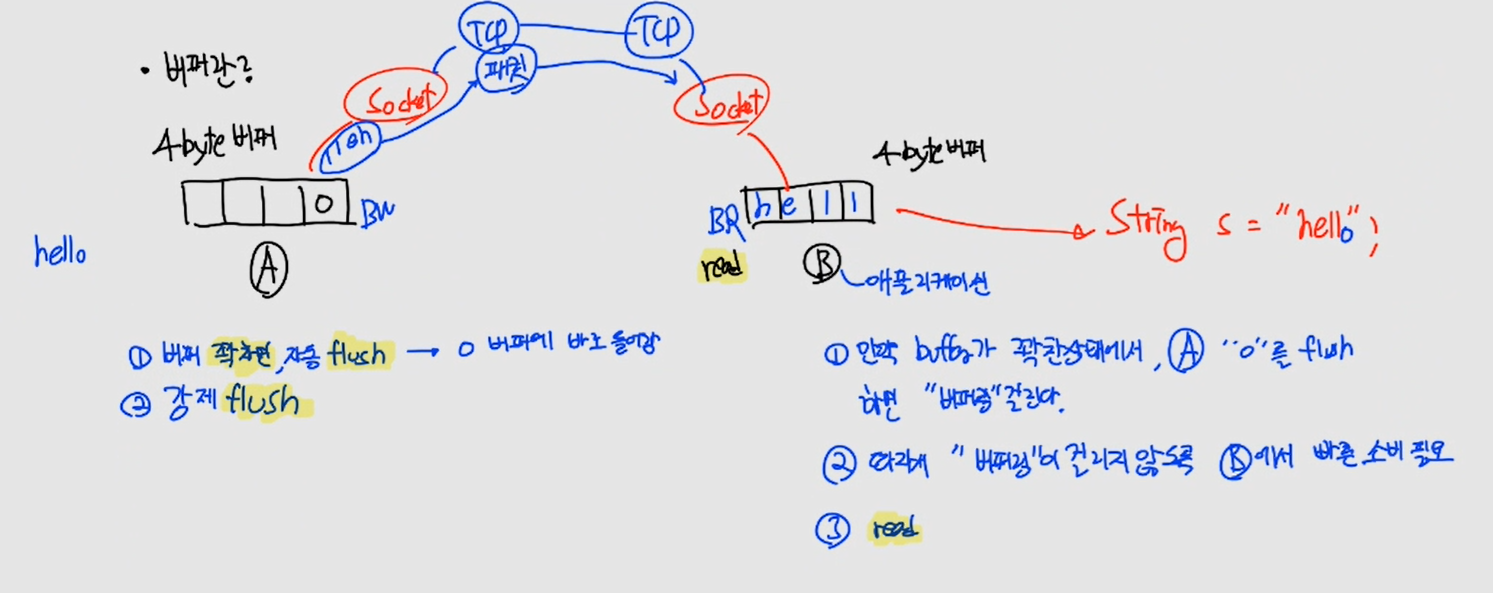 TCP
TCP
• 버퍼란?
패킷
Socket
Socket
4-byte 버퍼
4-byte 버퍼
o
BW
BR
h e l l
String s = "hello";
hello
A
read
B
애플리케이션
① 버퍼 꽉차면, 자동 flush → o 버퍼에 바로 들어감
② 강제 flush
① 만약 buffer가 꽉찬상태에서, Ⓐ "o"를 flush
하면 "버퍼링"걸린다.
② 따라서 "버퍼링"이 걸리지 않도록 Ⓑ에서 빠른 소비 필요
③ read